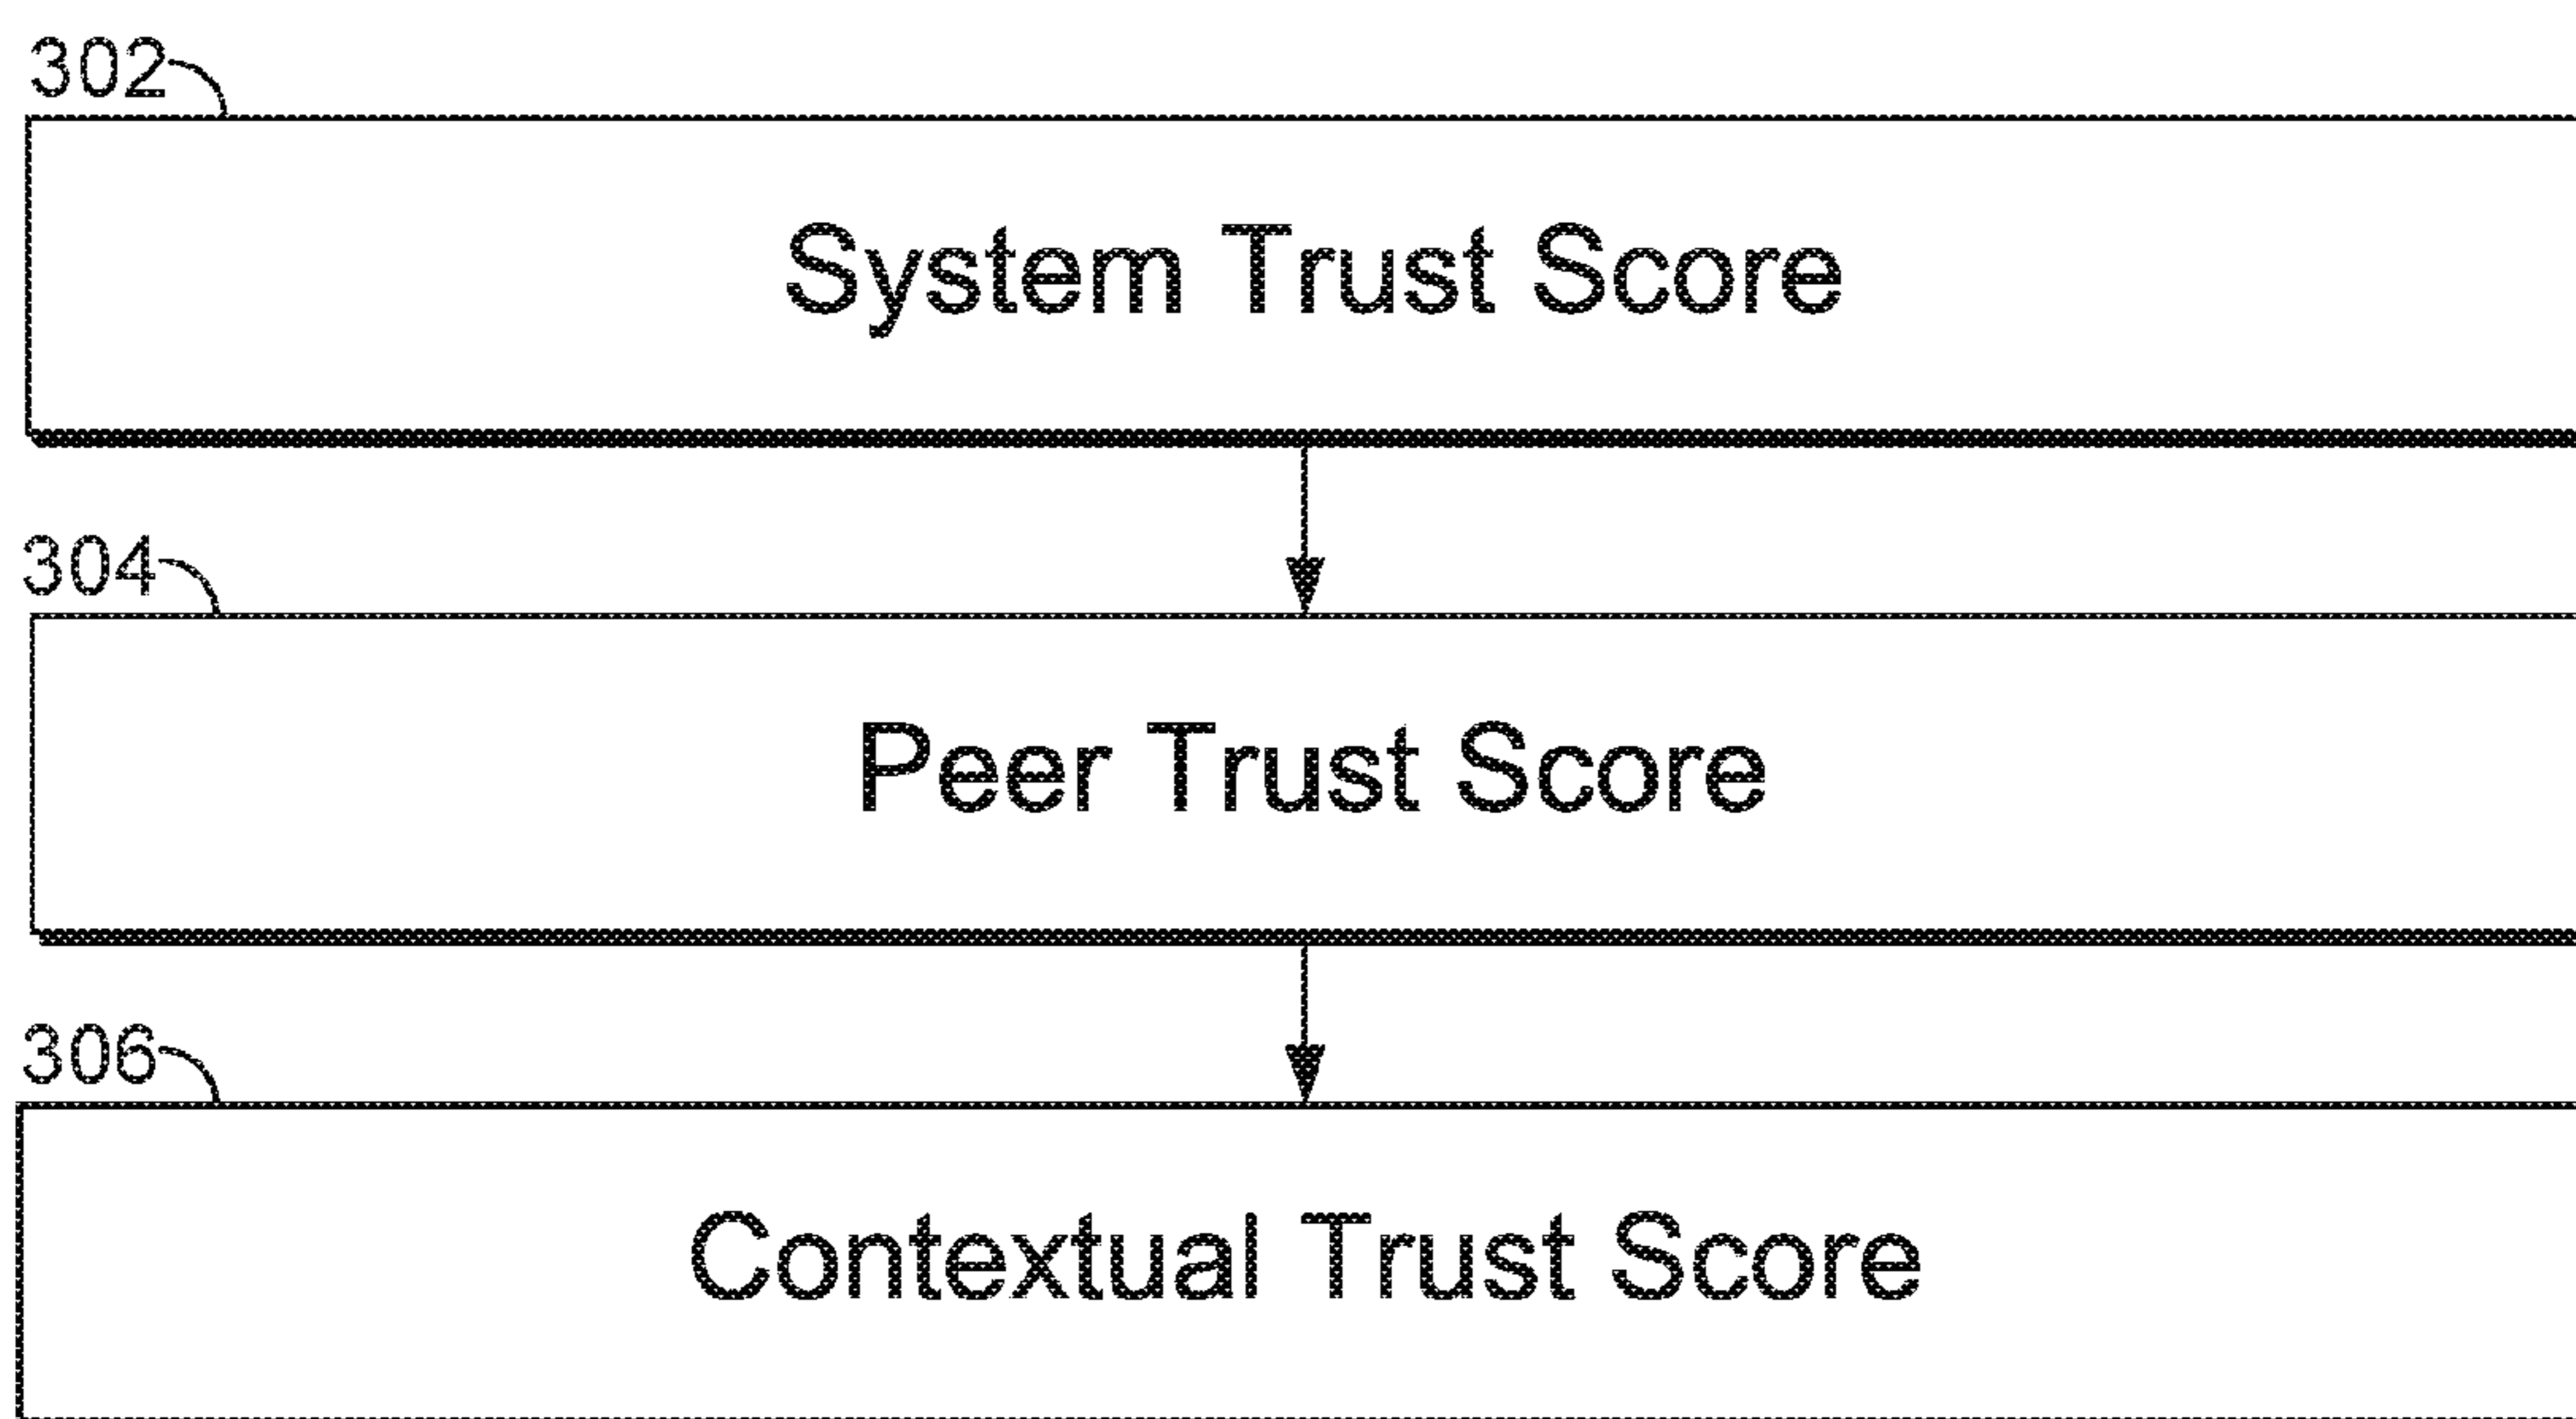 302
System Trust Score
304
Peer Trust Score
306
Contextual Trust Score